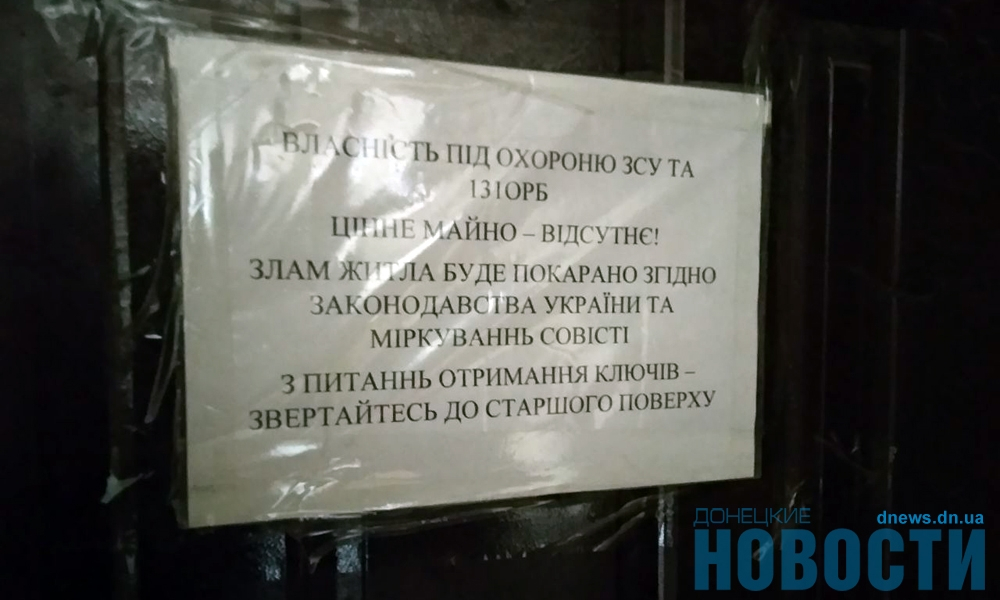 ВЛАСНІСТЬ ПІД ОХОРОНЮ ЗСУ ТА
131ОРБ
ЦІННЕ МАЙНО – ВІДСУТНЄ!
ЗЛАМ ЖИТЛА БУДЕ ПОКАРАНО ЗГІДНО
ЗАКОНОДАВСТВА УКРАЇНИ ТА
МІРКУВАННЬ СОВІСТІ
З ПИТАННЬ ОТРИМАННЯ КЛЮЧІВ –
ЗВЕРТАЙТЕСЬ ДО СТАРШОГО ПОВЕРХУ
ДОНЕЦКИЕ dnews.dn.ua
НОВОСТИ